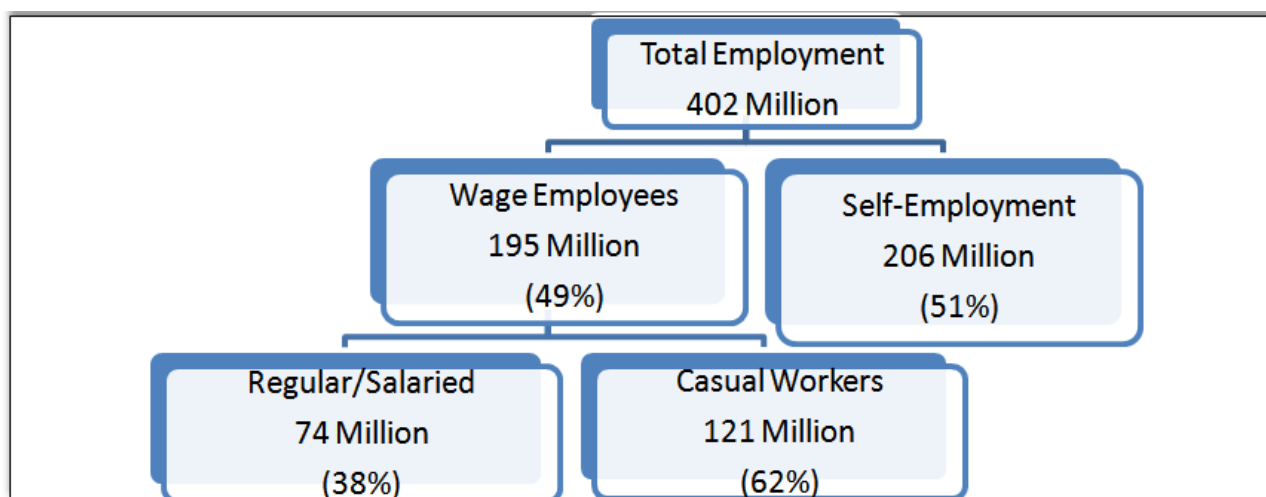 Total Employment
402 Million
Wage Employees
195 Million
(49%)
Self-Employment
206 Million
(51%)
Regular/Salaried
74 Million
(38%)
Casual Workers
121 Million
(62%)